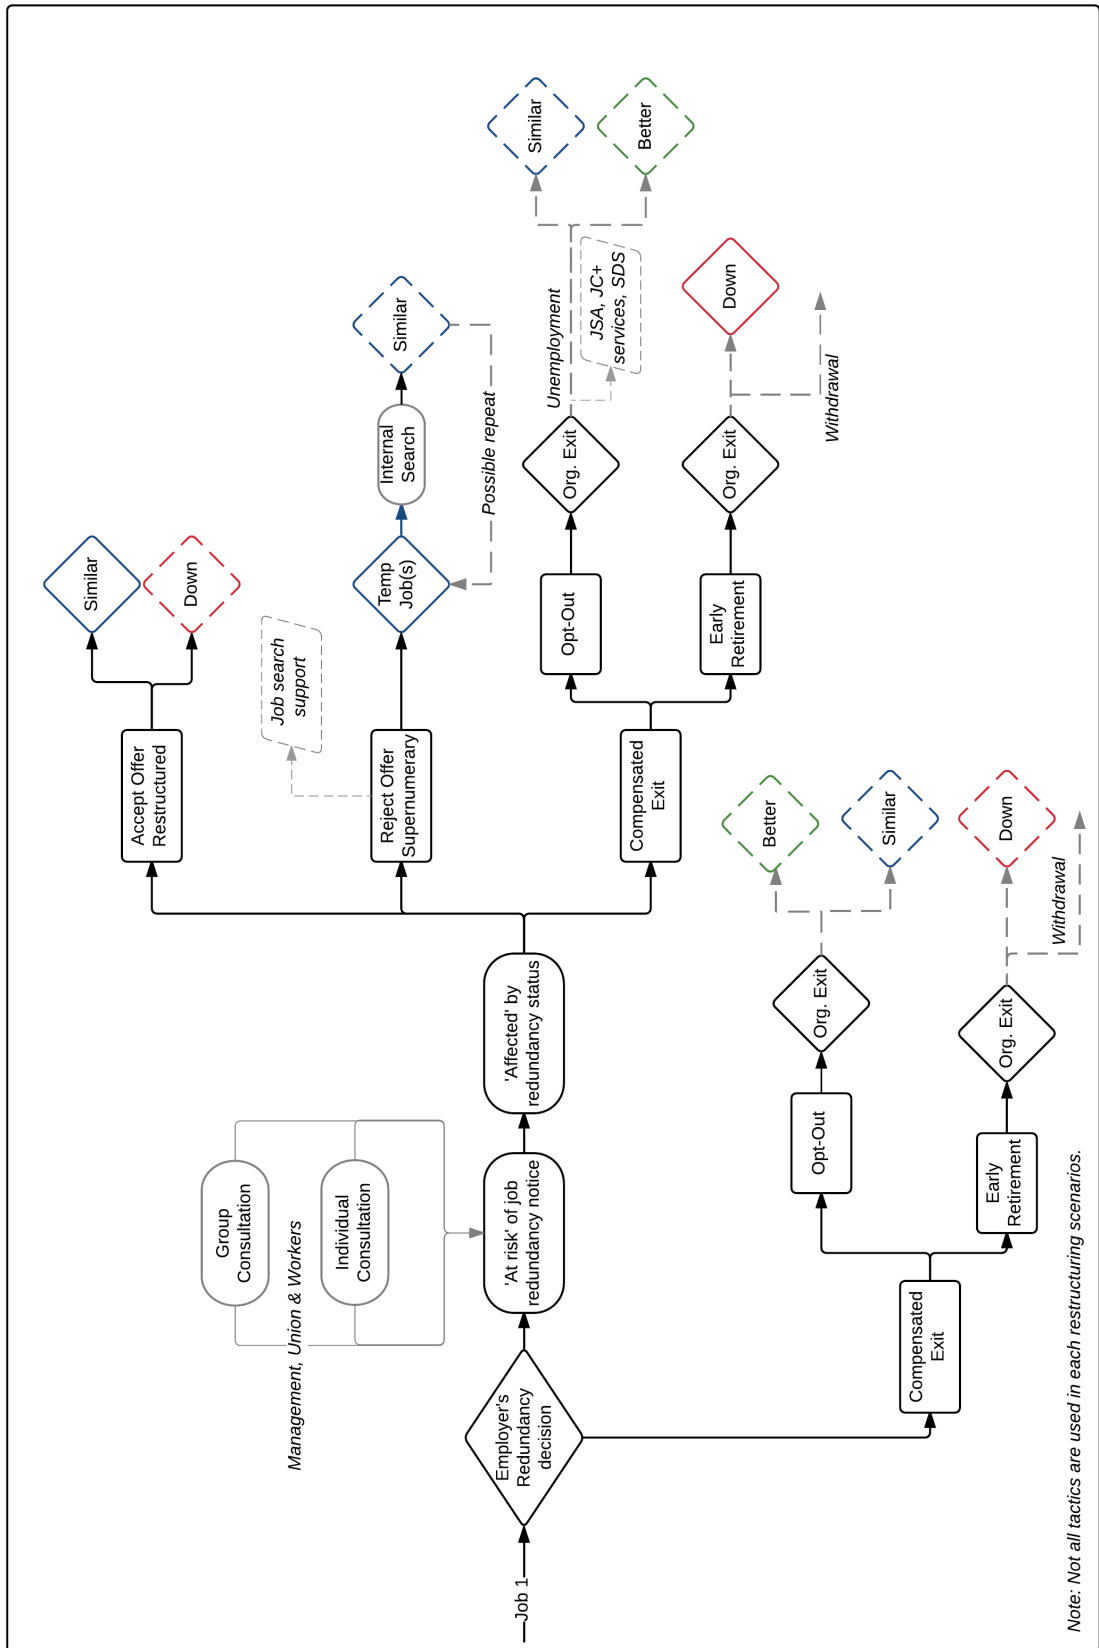 Job 1
Employer's
Redundancy
decision
Management, Union & Workers
Group
Consultation
Individual
Consultation
'At risk' of job
redundancy notice
'Affected' by
redundancy status
Accept Offer
Restructured
Similar
Down
Reject Offer
Supernumerary
Job search
support
Temp
Job(s)
Internal
Search
Similar
Possible repeat
Compensated
Exit
Opt-Out
Org. Exit
Unemployment
JSA, JC+
services, SDS
Similar
Better
Early
Retirement
Org. Exit
Down
Withdrawal
Compensated
Exit
Opt-Out
Org. Exit
Better
Similar
Early
Retirement
Org. Exit
Down
Withdrawal
Note: Not all tactics are used in each restructuring scenarios.